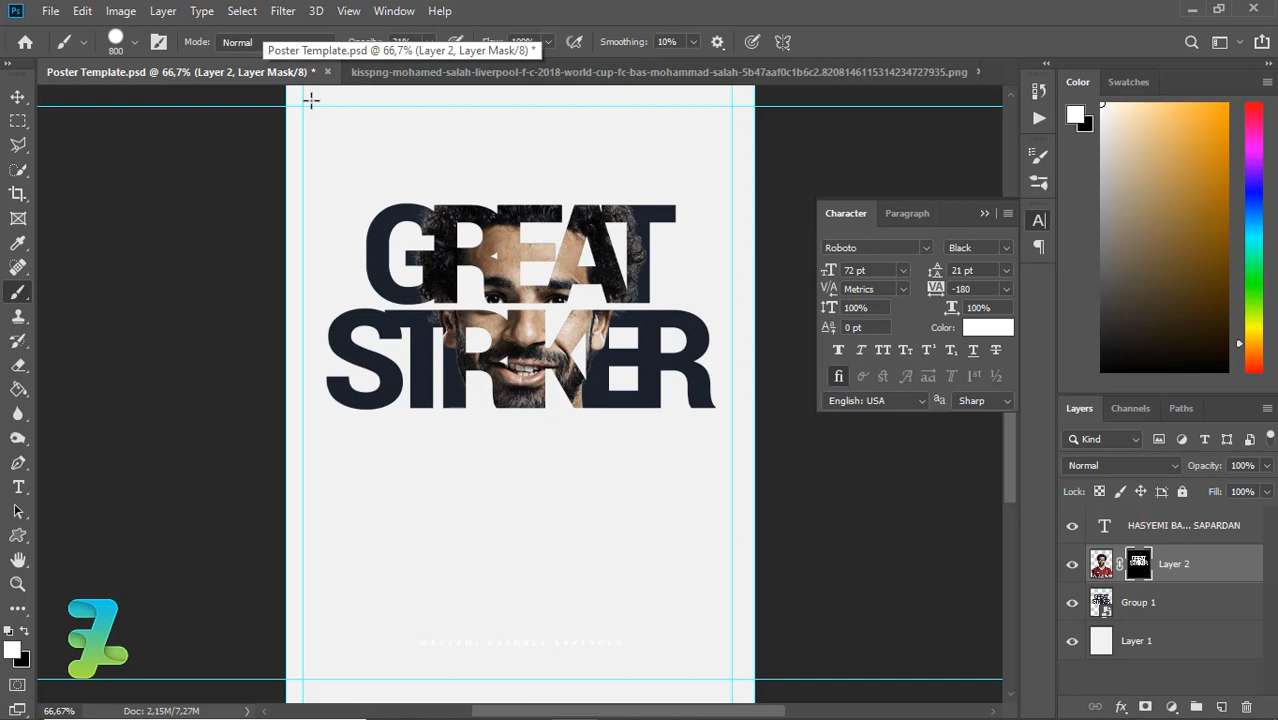 Ps File Edit Image Layer Type Select Filter 3D View Window Help
800 Mode: Normal
Smoothing: 10%
Poster Template.psd @ 66,7% (Layer 2, Layer Mask/8) *
Poster Template.psd @ 66,7% (Layer 2, Layer Mask/8) * × kisspng-mohamed-salah-liverpool-f-c-2018-world-cup-fc-bas-mohammad-salah-5b47aaf0c1b6c2.8208146115314234727935.png
Color Swatches
GREAT
STRIKER
Character Paragraph
Roboto Black
72 pt 21 pt
Metrics -180
100% 100%
0 pt Color:
English: USA Sharp
Layers Channels Paths
Kind
Normal Opacity: 100%
Lock: Fill: 100%
HASYEMI BA... SAPARDAN
Layer 2
Group 1
Layer 1
66,67% Doc: 2,15M/7,27M